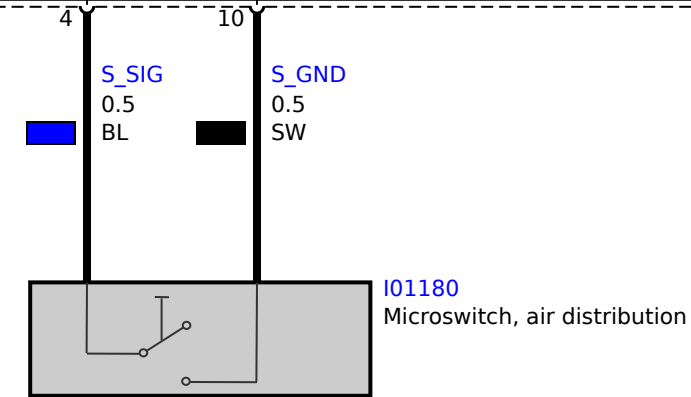 4
10
S_SIG
S_GND
0.5
0.5
BL
SW
I01180
Microswitch, air distribution